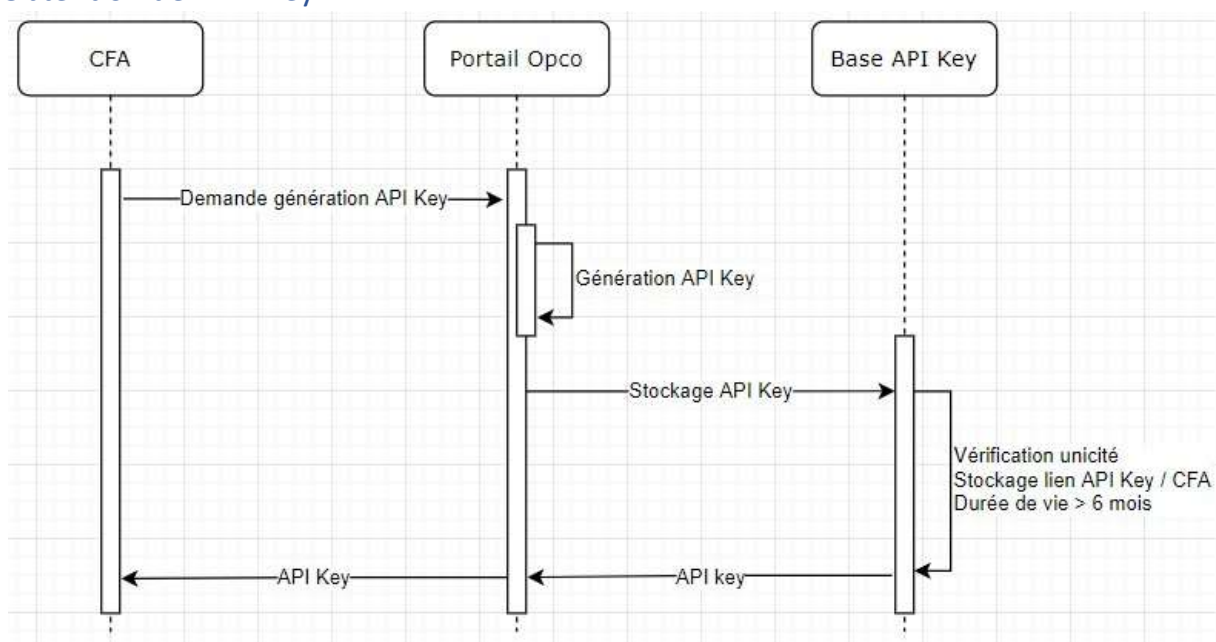 CFA
Portail Opco
Base API Key
Demande génération API Key
Génération API Key
Stockage API Key
Vérification unicité
Stockage lien API Key / CFA
Durée de vie > 6 mois
API Key
API key